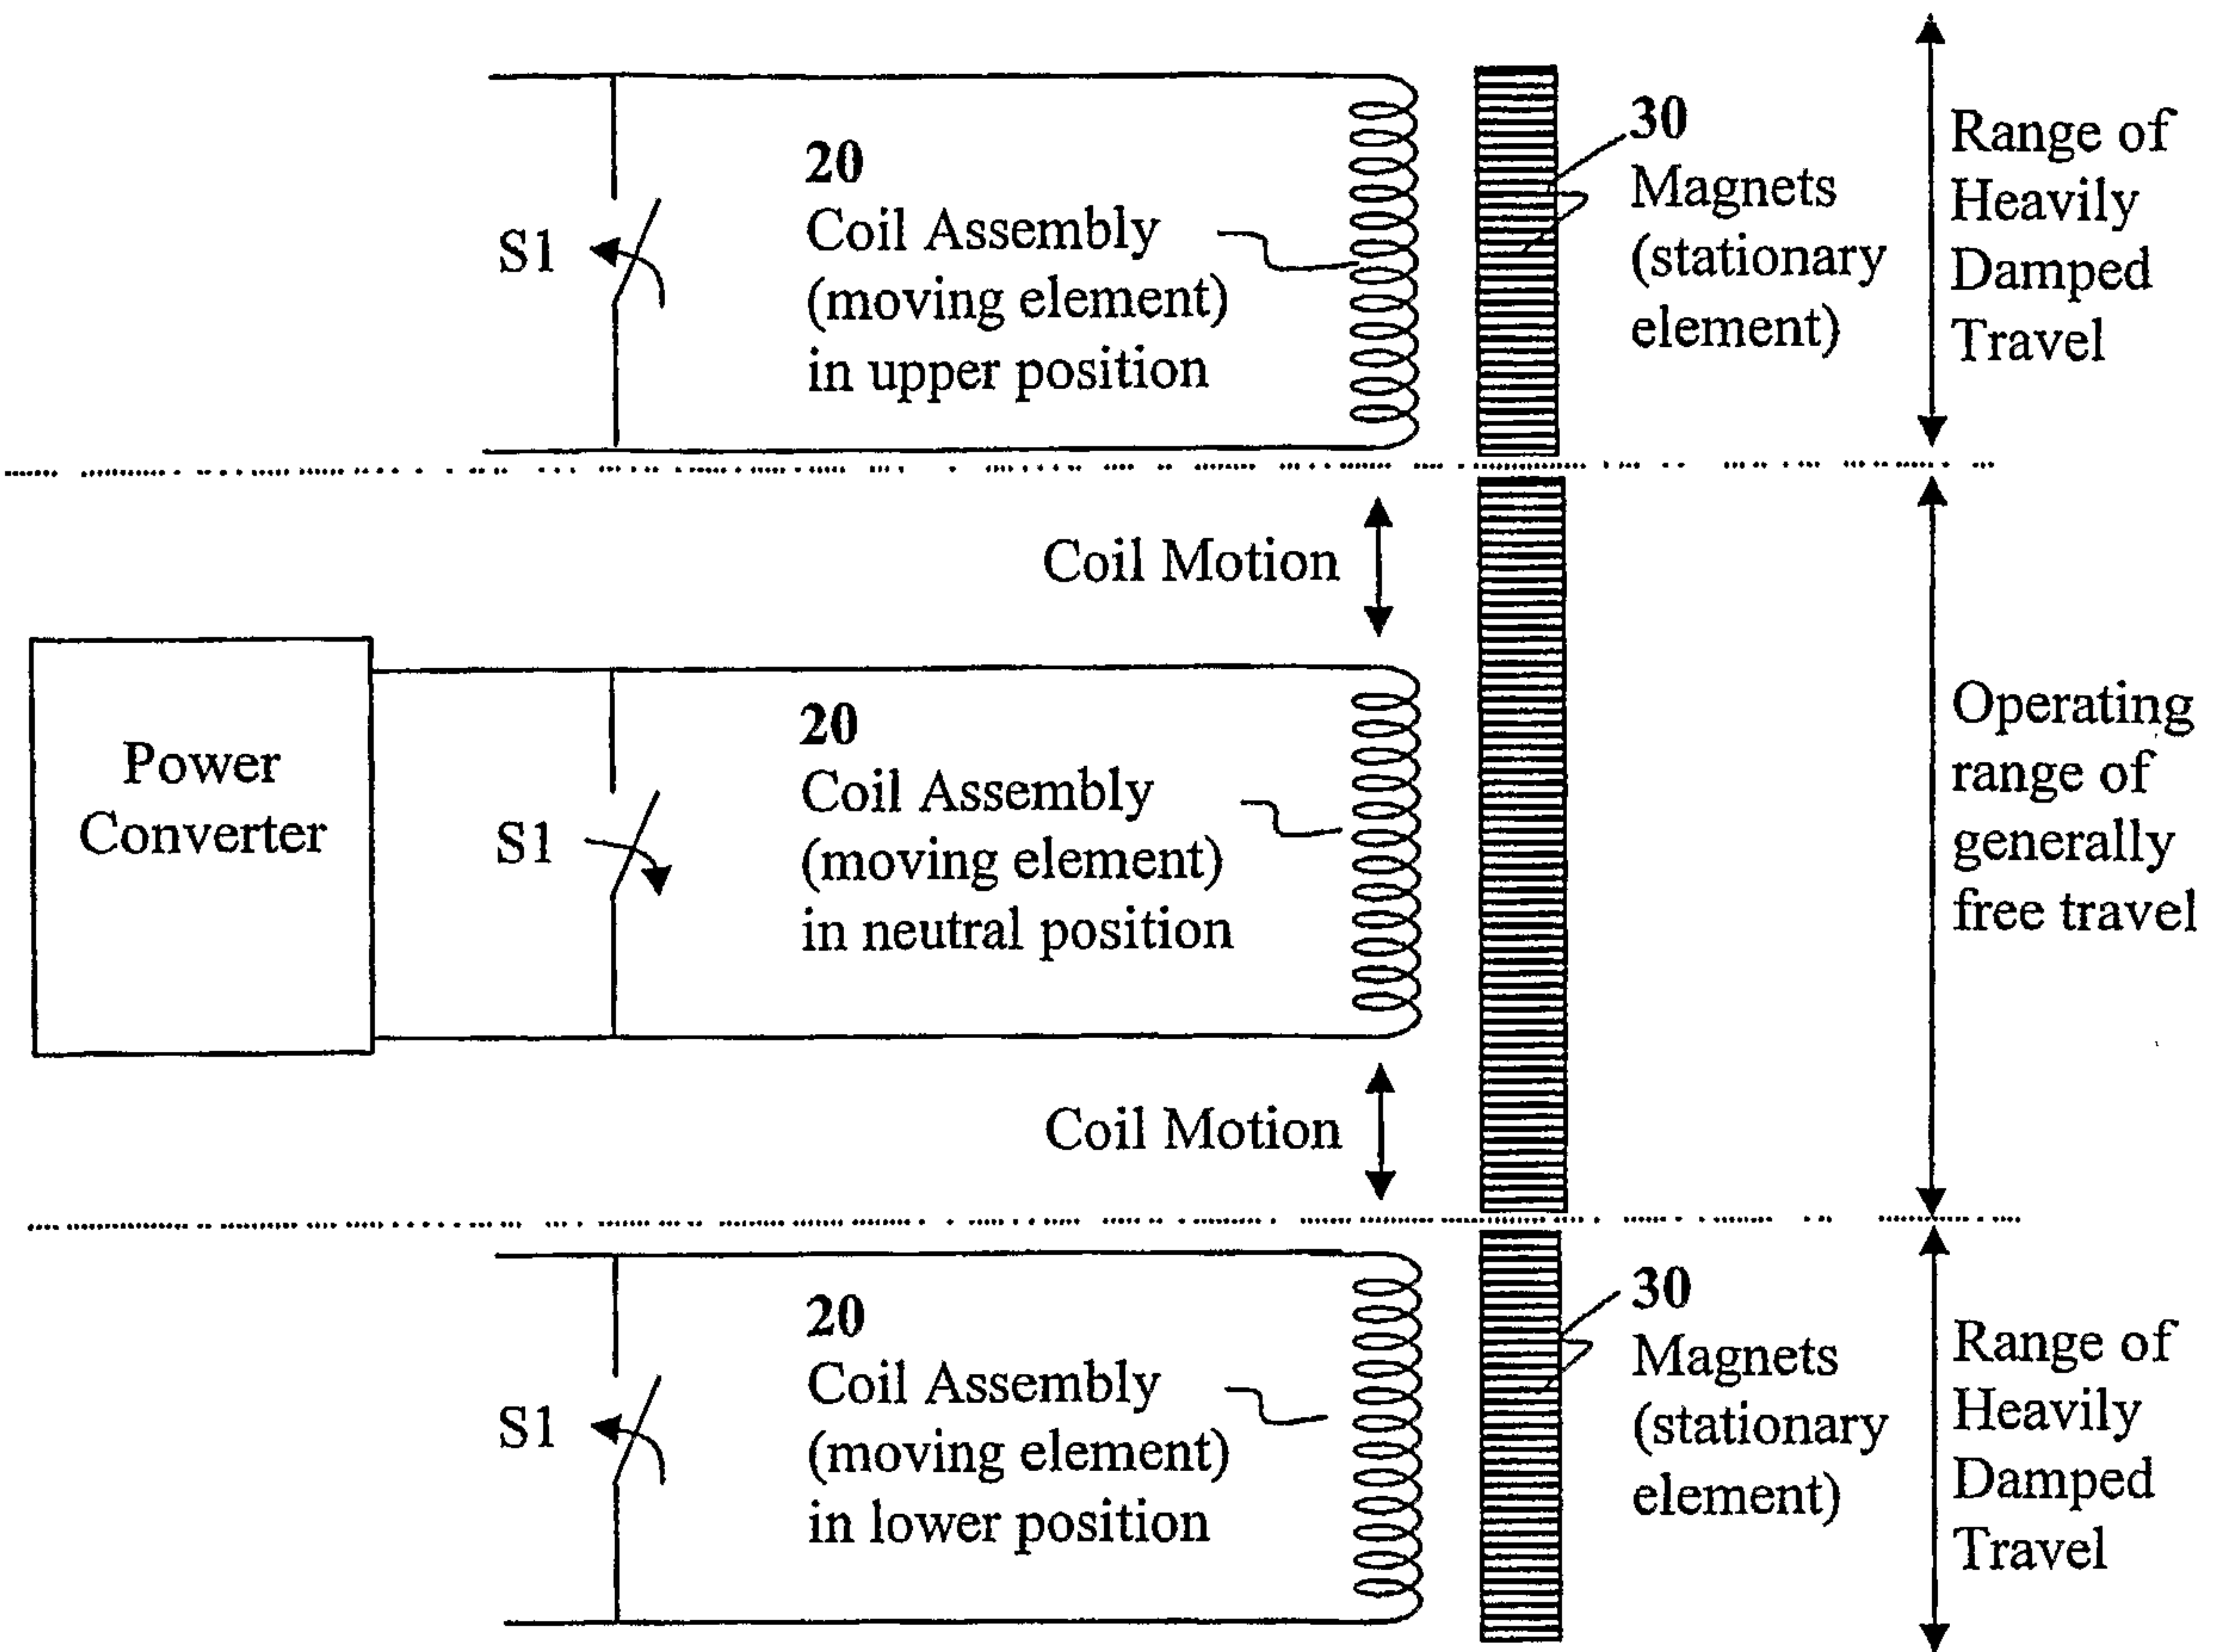 20
Coil Assembly
(moving element)
in upper position
S1
30
Magnets
(stationary
element)
Range of
Heavily
Damped
Travel
Coil Motion
Power
Converter
S1
20
Coil Assembly
(moving element)
in neutral position
Operating
range of
generally
free travel
Coil Motion
20
Coil Assembly
(moving element)
in lower position
S1
30
Magnets
(stationary
element)
Range of
Heavily
Damped
Travel